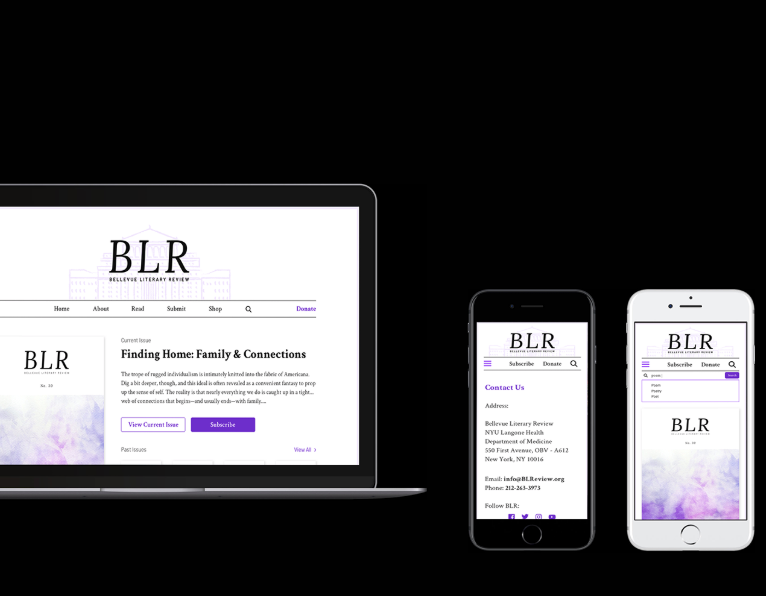 BLR
BELLEVUE LITERARY REVIEW
Home About Read Submit Shop Donate
BLR
No. 39
Current Issue
Finding Home: Family & Connections
The trope of rugged individualism is intimately knitted into the fabric of Americana.
Dig a bit deeper, though, and this ideal is often revealed as a convenient fantasy to prop
up the sense of self. The reality is that nearly everything we do is caught up in a tight...
web of connections that begins—and usually ends—with family....
View Current Issue
Subscribe
Past issues
View All
BLR
BELLEVUE LITERARY REVIEW
Subscribe Donate
Contact Us
Address:
Bellevue Literary Review
NYU Langone Health
Department of Medicine
550 First Avenue, OBV - A612
New York, NY 10016
Email: info@BLReview.org
Phone: 212-263-3973
Follow BLR:
BLR
BELLEVUE LITERARY REVIEW
Subscribe Donate
Search
Poem
Poetry
Poet
BLR